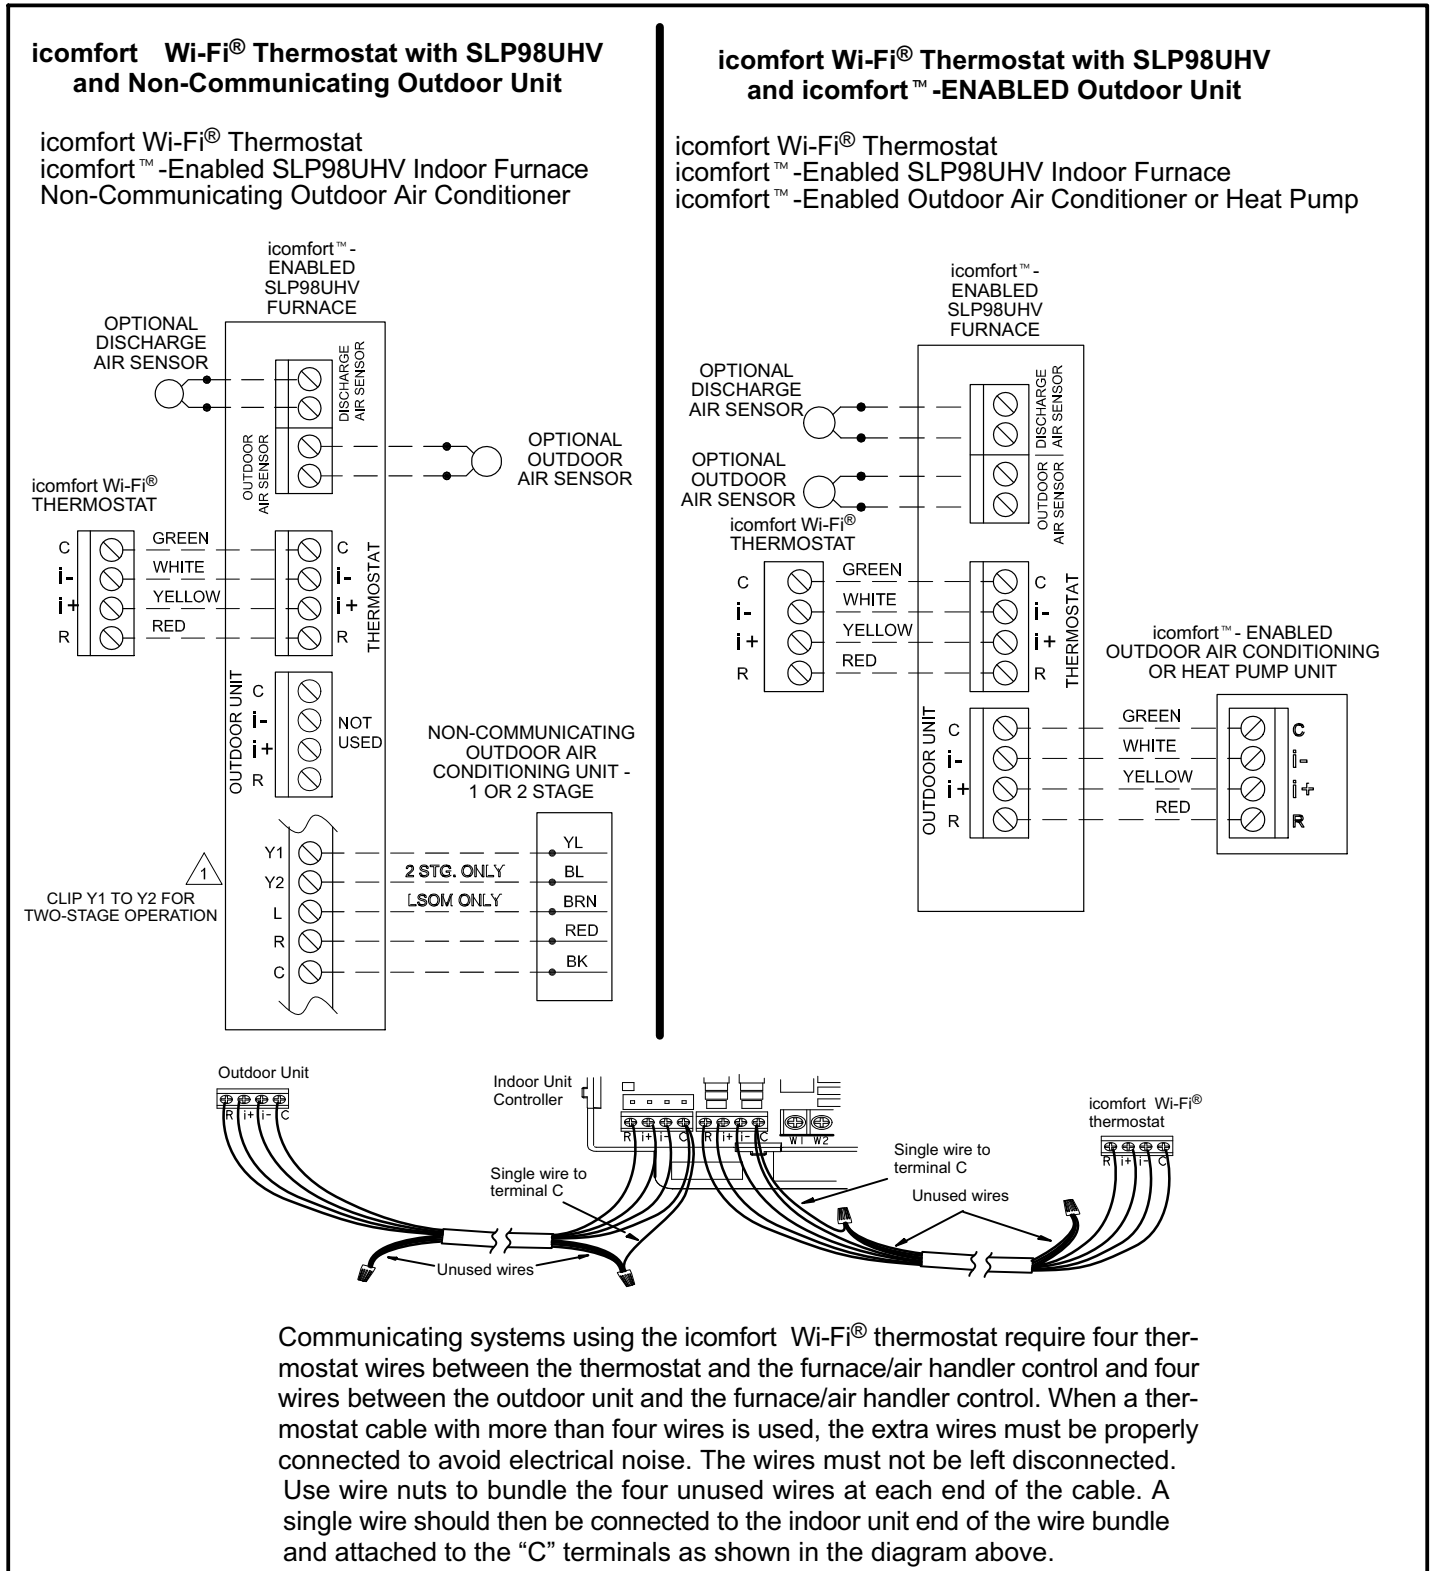 icomfort Wi-Fi® Thermostat with SLP98UHV
and Non-Communicating Outdoor Unit
icomfort Wi-Fi® Thermostat
icomfort™-Enabled SLP98UHV Indoor Furnace
Non-Communicating Outdoor Air Conditioner
icomfort™-
ENABLED
SLP98UHV
FURNACE
OPTIONAL
DISCHARGE
AIR SENSOR
DISCHARGE
AIR SENSOR
OUTDOOR
AIR SENSOR
OPTIONAL
OUTDOOR
AIR SENSOR
icomfort Wi-Fi®
THERMOSTAT
C GREEN C
i- WHITE i-
i+ YELLOW i+
R RED R
THERMOSTAT
OUTDOOR UNIT
C
i-
i+
R
NOT
USED
NON-COMMUNICATING
OUTDOOR AIR
CONDITIONING UNIT -
1 OR 2 STAGE
1
CLIP Y1 TO Y2 FOR
TWO-STAGE OPERATION
Y1 YL
Y2 2 STG. ONLY BL
L LSOM ONLY BRN
R RED
C BK
icomfort Wi-Fi® Thermostat with SLP98UHV
and icomfort™-ENABLED Outdoor Unit
icomfort Wi-Fi® Thermostat
icomfort™-Enabled SLP98UHV Indoor Furnace
icomfort™-Enabled Outdoor Air Conditioner or Heat Pump
icomfort™-
ENABLED
SLP98UHV
FURNACE
OPTIONAL
DISCHARGE
AIR SENSOR
DISCHARGE
AIR SENSOR
OPTIONAL
OUTDOOR
AIR SENSOR
OUTDOOR
AIR SENSOR
icomfort Wi-Fi®
THERMOSTAT
C GREEN C
i- WHITE i-
i+ YELLOW i+
R RED R
THERMOSTAT
icomfort™- ENABLED
OUTDOOR AIR CONDITIONING
OR HEAT PUMP UNIT
OUTDOOR UNIT
C GREEN C
i- WHITE i-
i+ YELLOW i+
R RED R
Outdoor Unit
R i+ i- C
Indoor Unit
Controller
R i+ i- C R i+ i- C W1 W2
icomfort Wi-Fi®
thermostat
R i+ i- C
Single wire to
terminal C
Unused wires
Single wire to
terminal C
Unused wires
Communicating systems using the icomfort Wi-Fi® thermostat require four ther-
mostat wires between the thermostat and the furnace/air handler control and four
wires between the outdoor unit and the furnace/air handler control. When a ther-
mostat cable with more than four wires is used, the extra wires must be properly
connected to avoid electrical noise. The wires must not be left disconnected.
Use wire nuts to bundle the four unused wires at each end of the cable. A
single wire should then be connected to the indoor unit end of the wire bundle
and attached to the “C” terminals as shown in the diagram above.